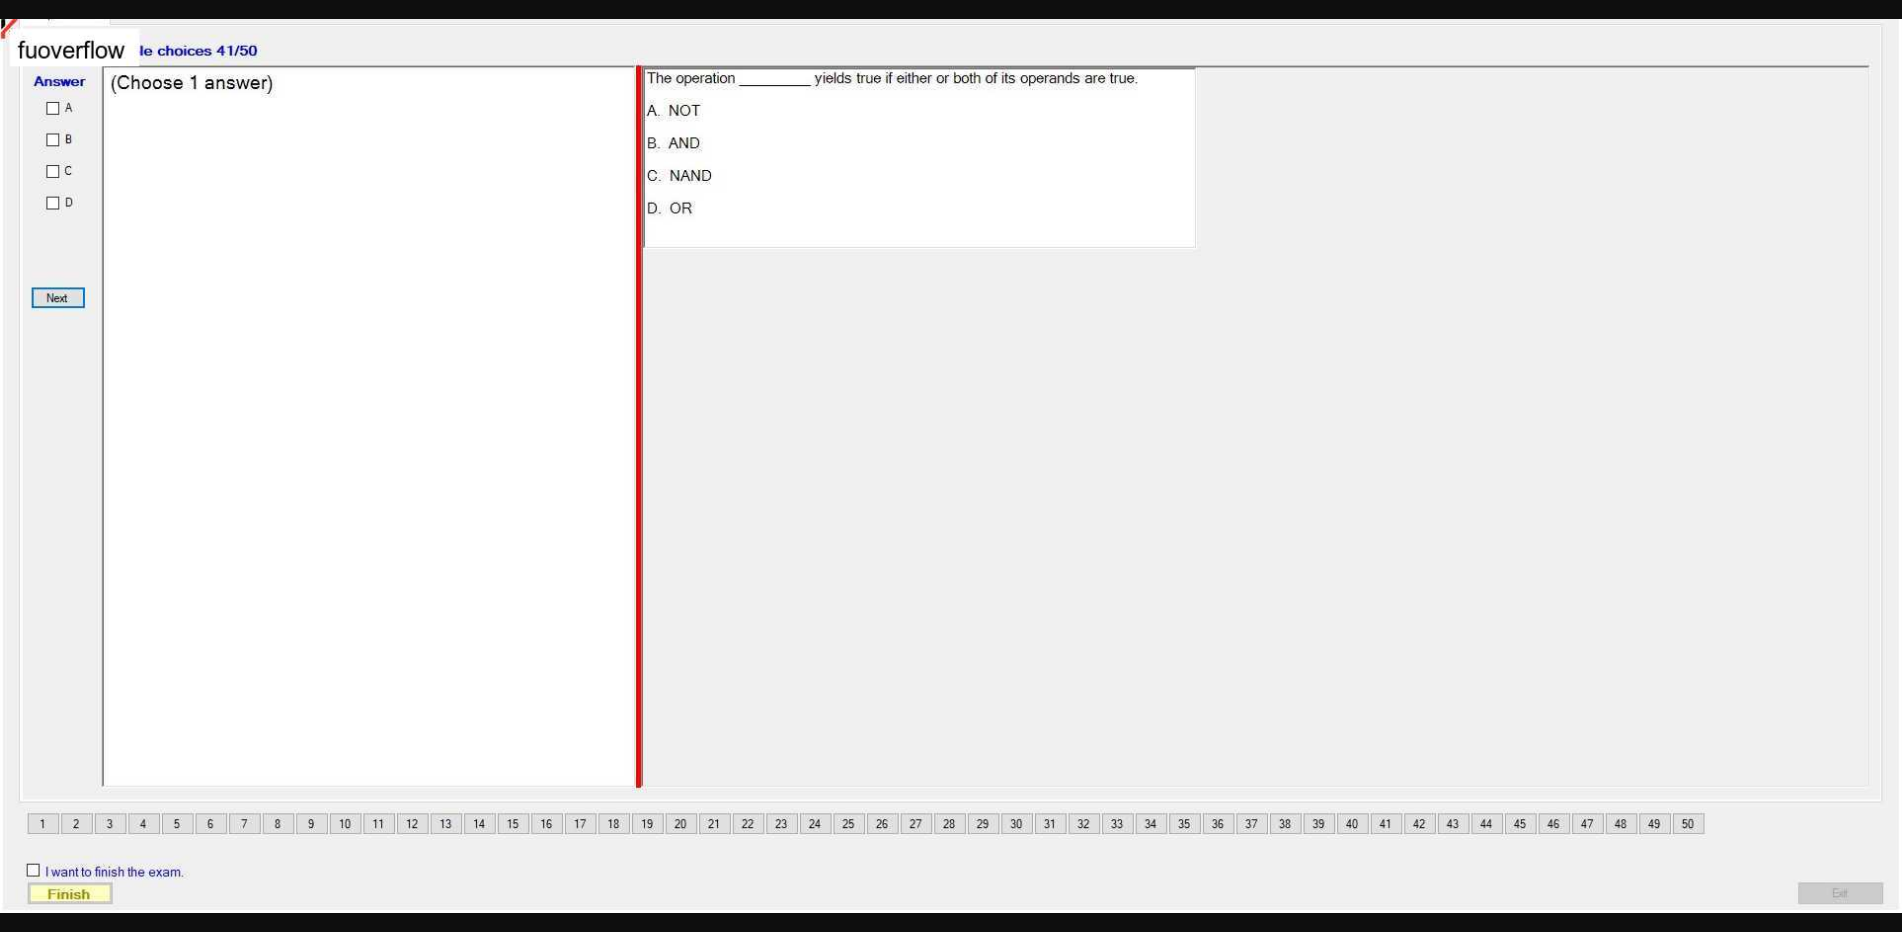 fuoverflow le choices 41/50
Answer
(Choose 1 answer)
A
B
C
D
Next
The operation _________ yields true if either or both of its operands are true.
A. NOT
B. AND
C. NAND
D. OR
1 2 3 4 5 6 7 8 9 10 11 12 13 14 15 16 17 18 19 20 21 22 23 24 25 26 27 28 29 30 31 32 33 34 35 36 37 38 39 40 41 42 43 44 45 46 47 48 49 50
I want to finish the exam.
Finish
Exit